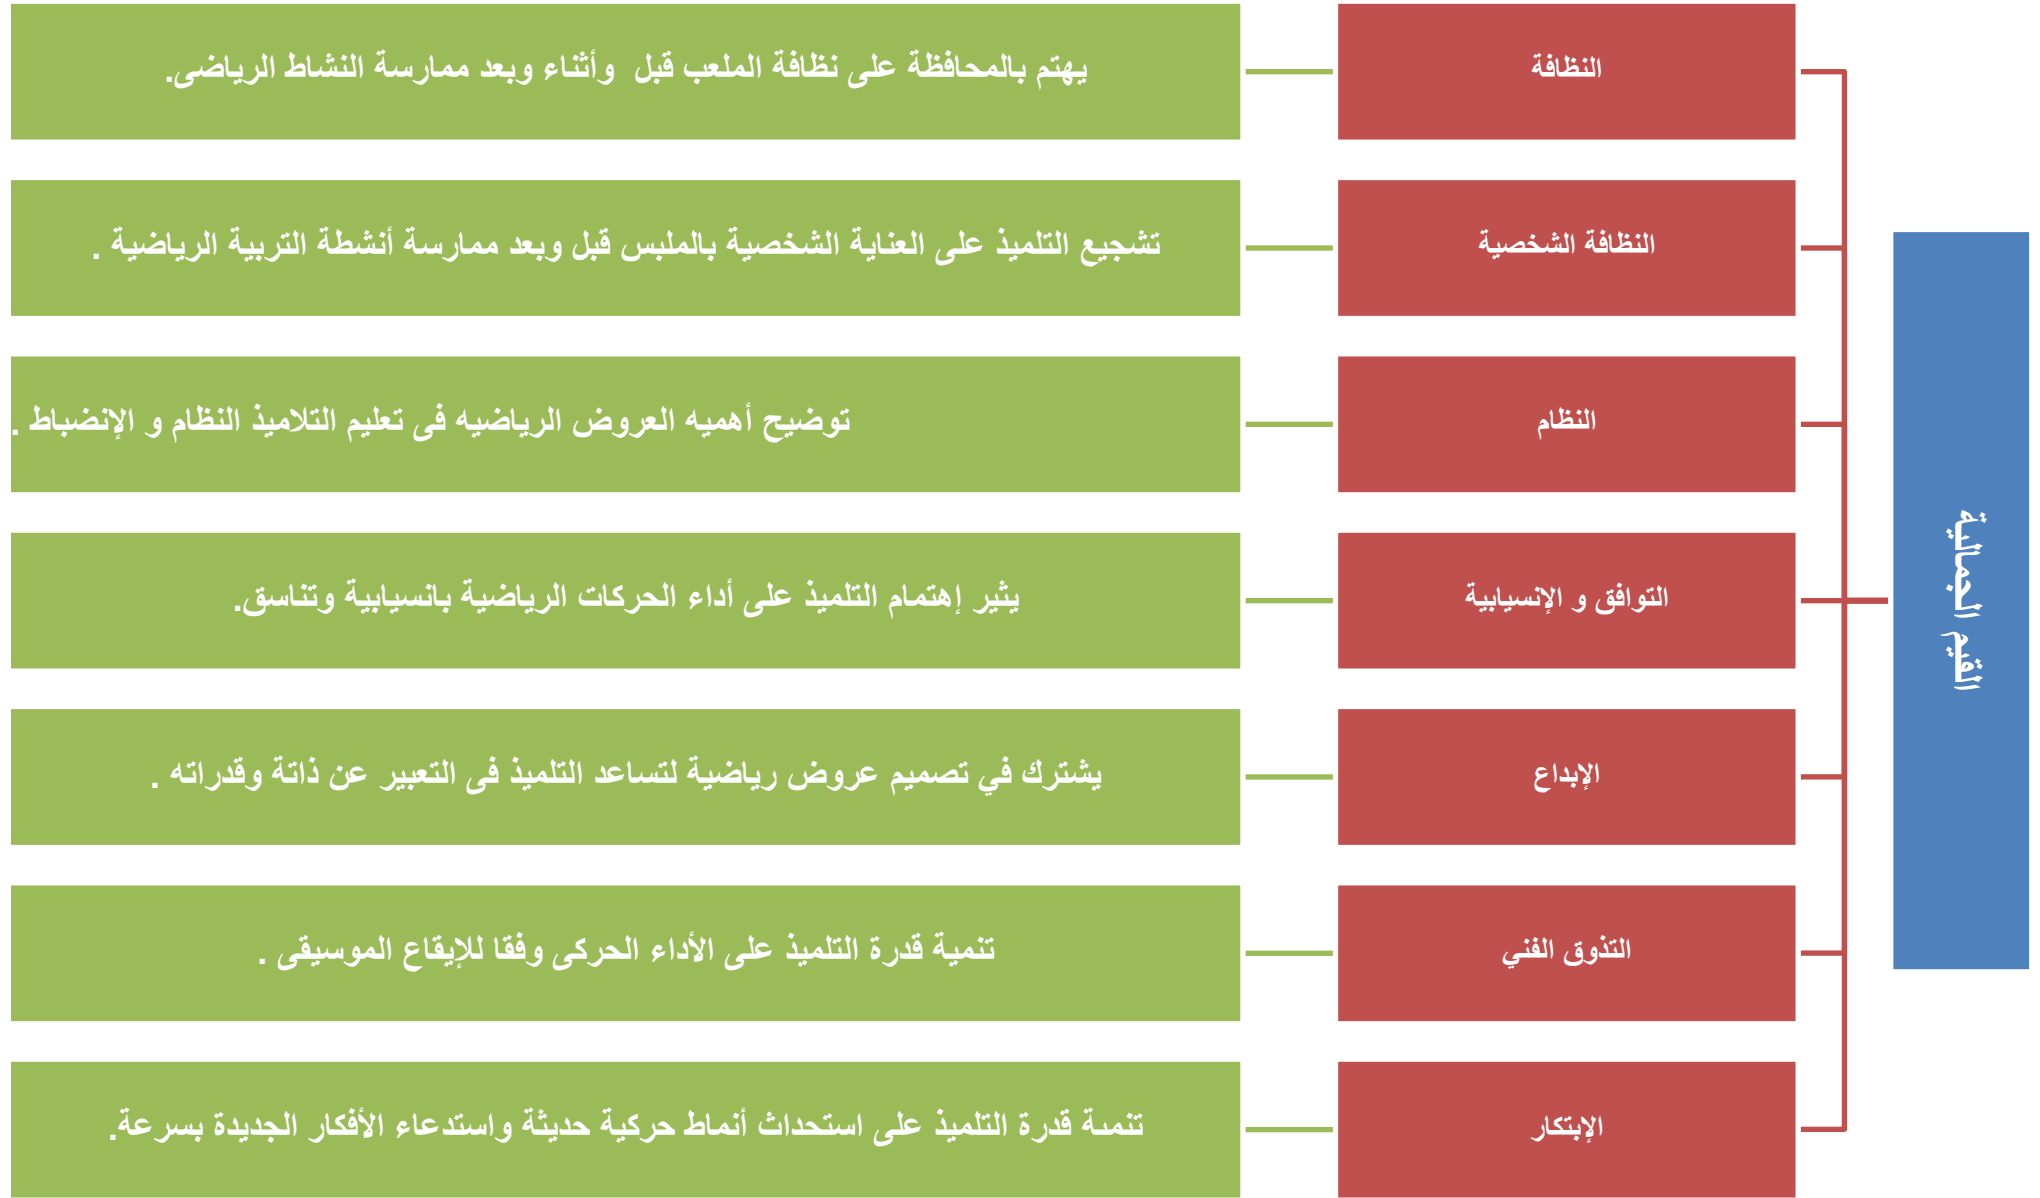 القيم الجمالية
النظافة
يهتم بالمحافظة على نظافة الملعب قبل وأثناء وبعد ممارسة النشاط الرياضى.
النظافة الشخصية
تشجيع التلميذ على العناية الشخصية بالملبس قبل وبعد ممارسة أنشطة التربية الرياضية .
النظام
توضيح أهميه العروض الرياضيه فى تعليم التلاميذ النظام و الإنضباط .
التوافق و الإنسيابية
يثير إهتمام التلميذ على أداء الحركات الرياضية بانسيابية وتناسق.
الإبداع
يشترك في تصميم عروض رياضية لتساعد التلميذ فى التعبير عن ذاتة وقدراته .
التذوق الفني
تنمية قدرة التلميذ على الأداء الحركى وفقا للإيقاع الموسيقى .
الإبتكار
تنمىة قدرة التلميذ على استحداث أنماط حركية حديثة واستدعاء الأفكار الجديدة بسرعة.